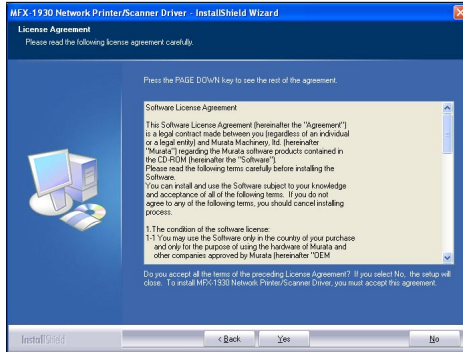 MFX-1930 Network Printer/Scanner Driver - InstallShield Wizard
License Agreement
Please read the following license agreement carefully.
Press the PAGE DOWN key to see the rest of the agreement.
Software License Agreement
This Software License Agreement (hereinafter the "Agreement")
is a legal contract made between you (regardless of an individual
or a legal entity) and Murata Machinery, ltd. (hereinafter
"Murata") regarding the Murata software products contained in
the CD-ROM (hereinafter the "Software").
Please read the following terms carefully before installing the
Software.
You can install and use the Software subject to your knowledge
and acceptance of all of the following terms. If you do not
agree to any of the following terms, you should cancel installing
process.
1.The condition of the software license:
1-1 You may use the Software only in the country of your purchase
and only for the purpose of using the hardware of Murata and
other companies approved by Murata (hereinafter "OEM
Do you accept all the terms of the preceding License Agreement? If you select No, the setup will
close. To install MFX-1930 Network Printer/Scanner Driver, you must accept this agreement.
InstallShield
< Back
Yes
No